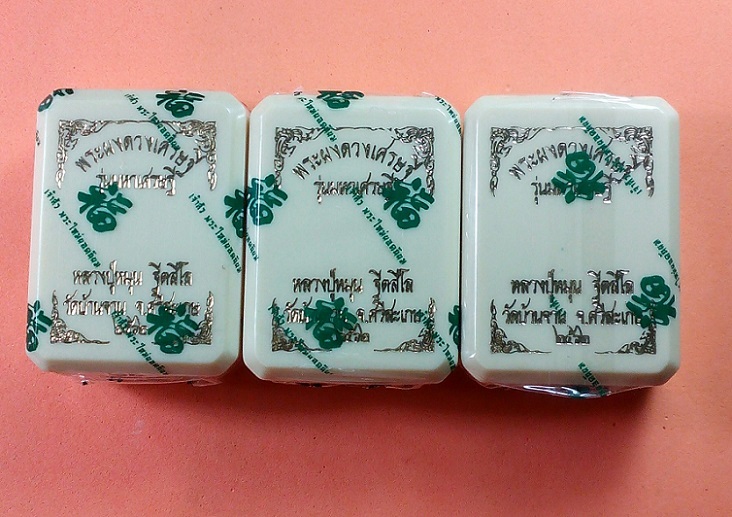 พระผงดวงเศรษฐี
รุ่นมหาเศรษฐี
หลวงปู่หมุน ฐิตสีโล
วัดบ้านจาน จ.ศรีสะเกษ
พระผงดวงเศรษฐี
รุ่นมหาเศรษฐี
หลวงปู่หมุน ฐิตสีโล
วัดบ้านจาน จ.ศรีสะเกษ
พระผงดวงเศรษฐี
รุ่นมหาเศรษฐี
หลวงปู่หมุน ฐิตสีโล
วัดบ้านจาน จ.ศรีสะเกษ
๒๕๔๒